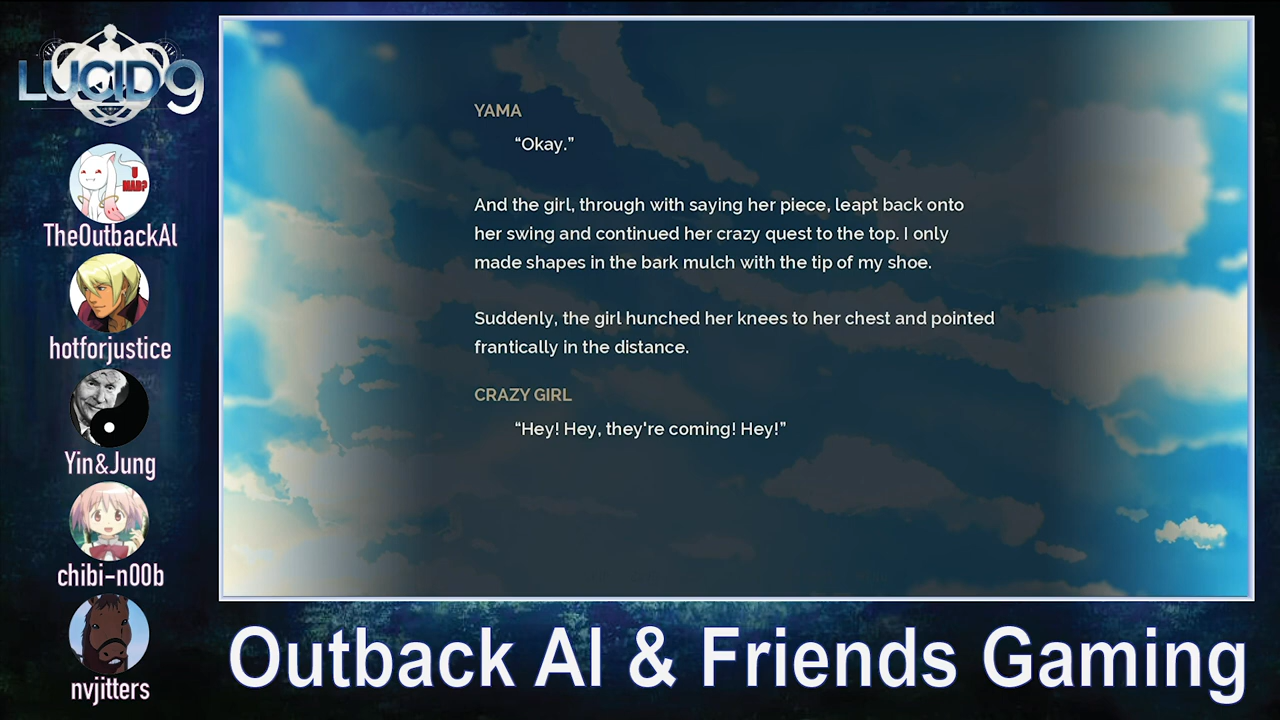 LUCID9
U
MAD?
TheOutbackAl
hotforjustice
Yin&Jung
chibi-n00b
nvjitters
YAMA
“Okay.”
And the girl, through with saying her piece, leapt back onto
her swing and continued her crazy quest to the top. I only
made shapes in the bark mulch with the tip of my shoe.
Suddenly, the girl hunched her knees to her chest and pointed
frantically in the distance.
CRAZY GIRL
“Hey! Hey, they're coming! Hey!”
Outback Al & Friends Gaming